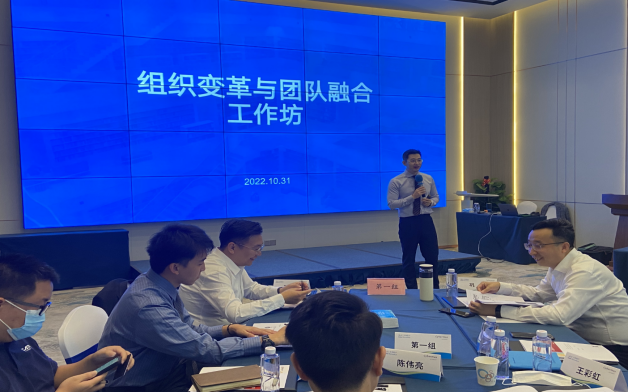 组织变革与团队融合
工作坊
2022.10.31
第一组
第一组
陈伟亮
王彩虹